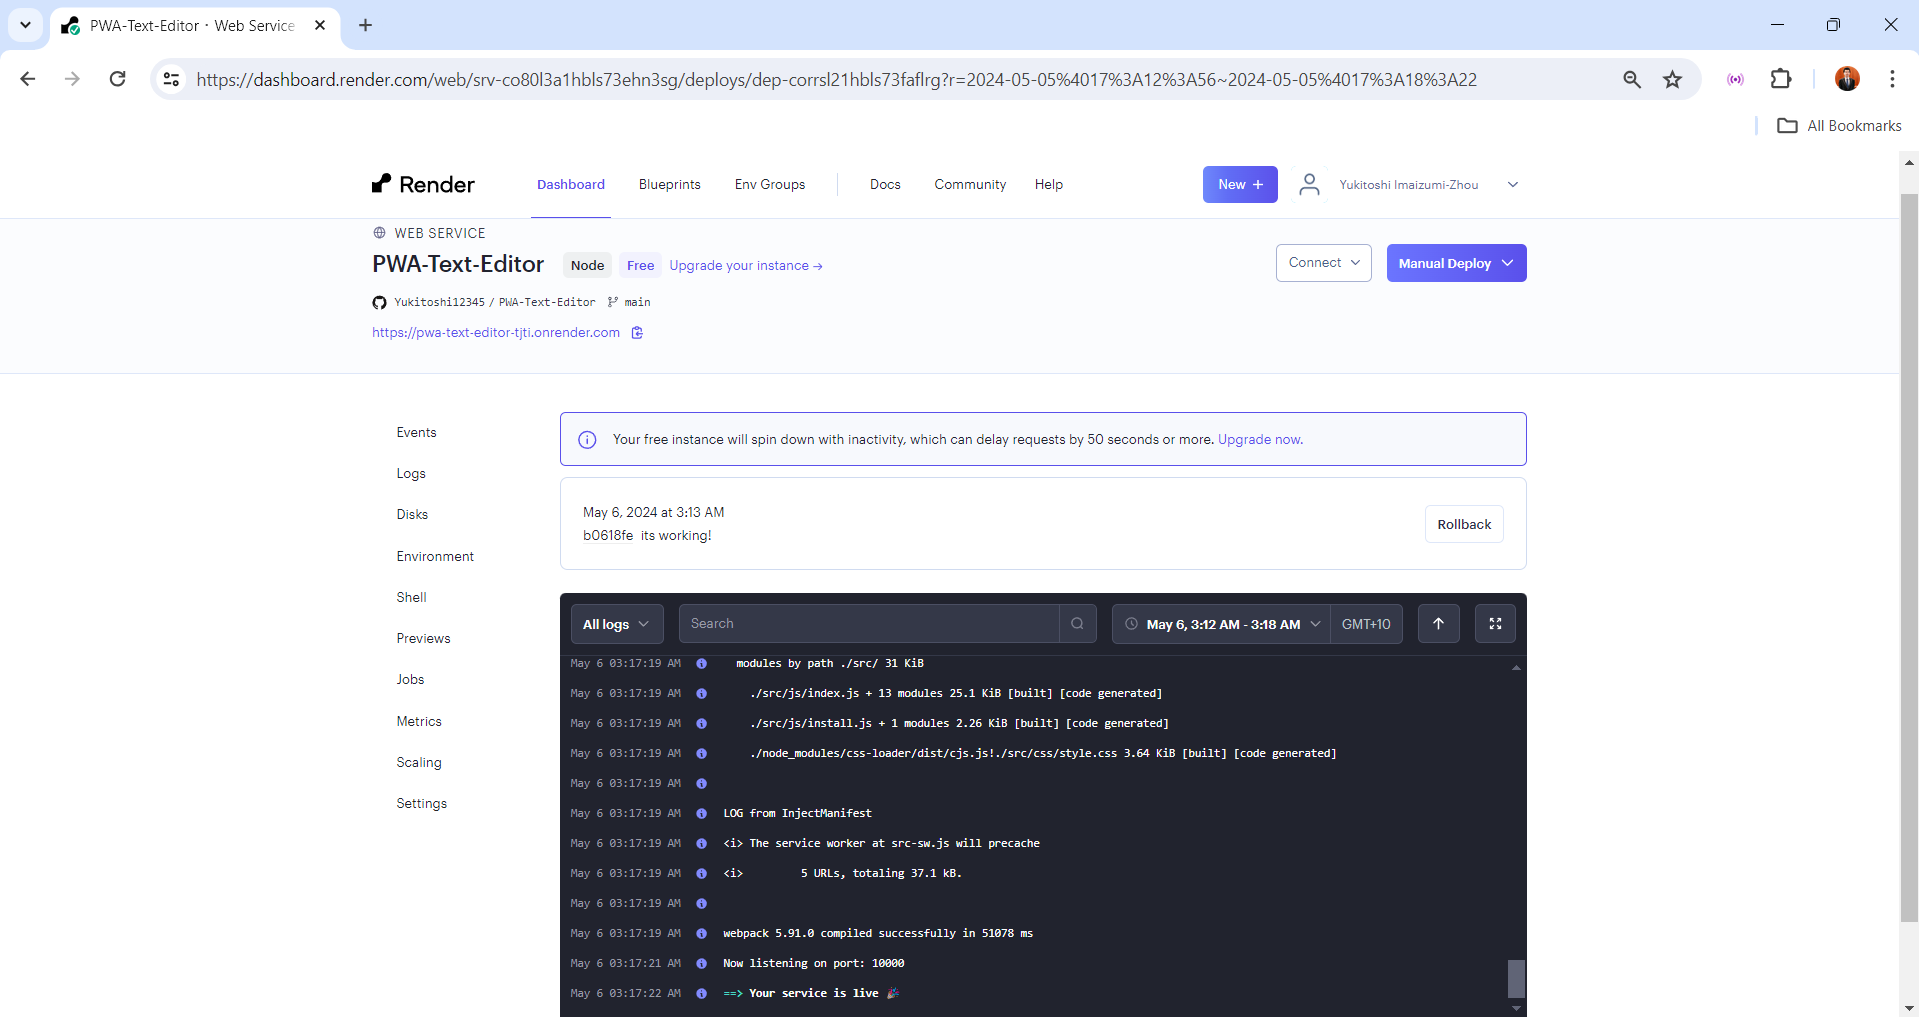 PWA-Text-Editor · Web Service
https://dashboard.render.com/web/srv-co80l3a1hbls73ehn3sg/deploys/dep-corrsl21hbls73faflrg?r=2024-05-05%4017%3A12%3A56~2024-05-05%4017%3A18%3A22
All Bookmarks
Render Dashboard Blueprints Env Groups Docs Community Help New + Yukitoshi Imaizumi-Zhou
WEB SERVICE
PWA-Text-Editor Node Free Upgrade your instance → Connect Manual Deploy
Yukitoshi12345 / PWA-Text-Editor main
https://pwa-text-editor-tjti.onrender.com
Events
Logs
Disks
Environment
Shell
Previews
Jobs
Metrics
Scaling
Settings
Your free instance will spin down with inactivity, which can delay requests by 50 seconds or more. Upgrade now.
May 6, 2024 at 3:13 AM
b0618fe its working!
Rollback
All logs Search May 6, 3:12 AM - 3:18 AM GMT+10
May 6 03:17:19 AM modules by path ./src/ 31 KiB
May 6 03:17:19 AM ./src/js/index.js + 13 modules 25.1 KiB [built] [code generated]
May 6 03:17:19 AM ./src/js/install.js + 1 modules 2.26 KiB [built] [code generated]
May 6 03:17:19 AM ./node_modules/css-loader/dist/cjs.js!./src/css/style.css 3.64 KiB [built] [code generated]
May 6 03:17:19 AM
May 6 03:17:19 AM LOG from InjectManifest
May 6 03:17:19 AM <i> The service worker at src-sw.js will precache
May 6 03:17:19 AM <i> 5 URLs, totaling 37.1 kB.
May 6 03:17:19 AM
May 6 03:17:19 AM webpack 5.91.0 compiled successfully in 51078 ms
May 6 03:17:21 AM Now listening on port: 10000
May 6 03:17:22 AM ==> Your service is live 🎉